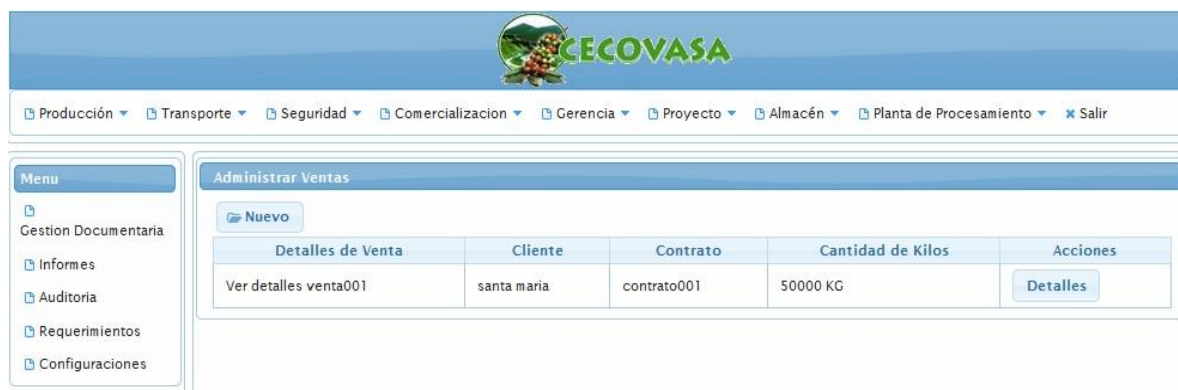 CECOVASA
Producción Transporte Seguridad Comercializacion Gerencia Proyecto Almacén Planta de Procesamiento Salir
Menu
Gestion Documentaria
Informes
Auditoria
Requerimientos
Configuraciones
Administrar Ventas
Nuevo
Detalles de Venta Cliente Contrato Cantidad de Kilos Acciones
Ver detalles venta001 santa maria contrato001 50000 KG Detalles